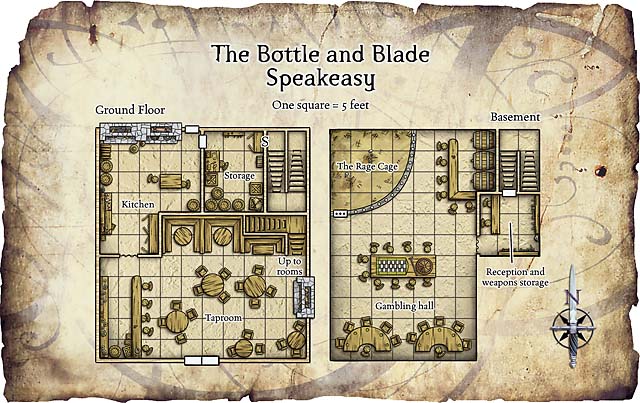 The Bottle and Blade
Speakeasy
One square = 5 feet
Ground Floor
Basement
S
The Rage Cage
Storage
Kitchen
Up to
rooms
Reception and
weapons storage
Gambling hall
Taproom
N